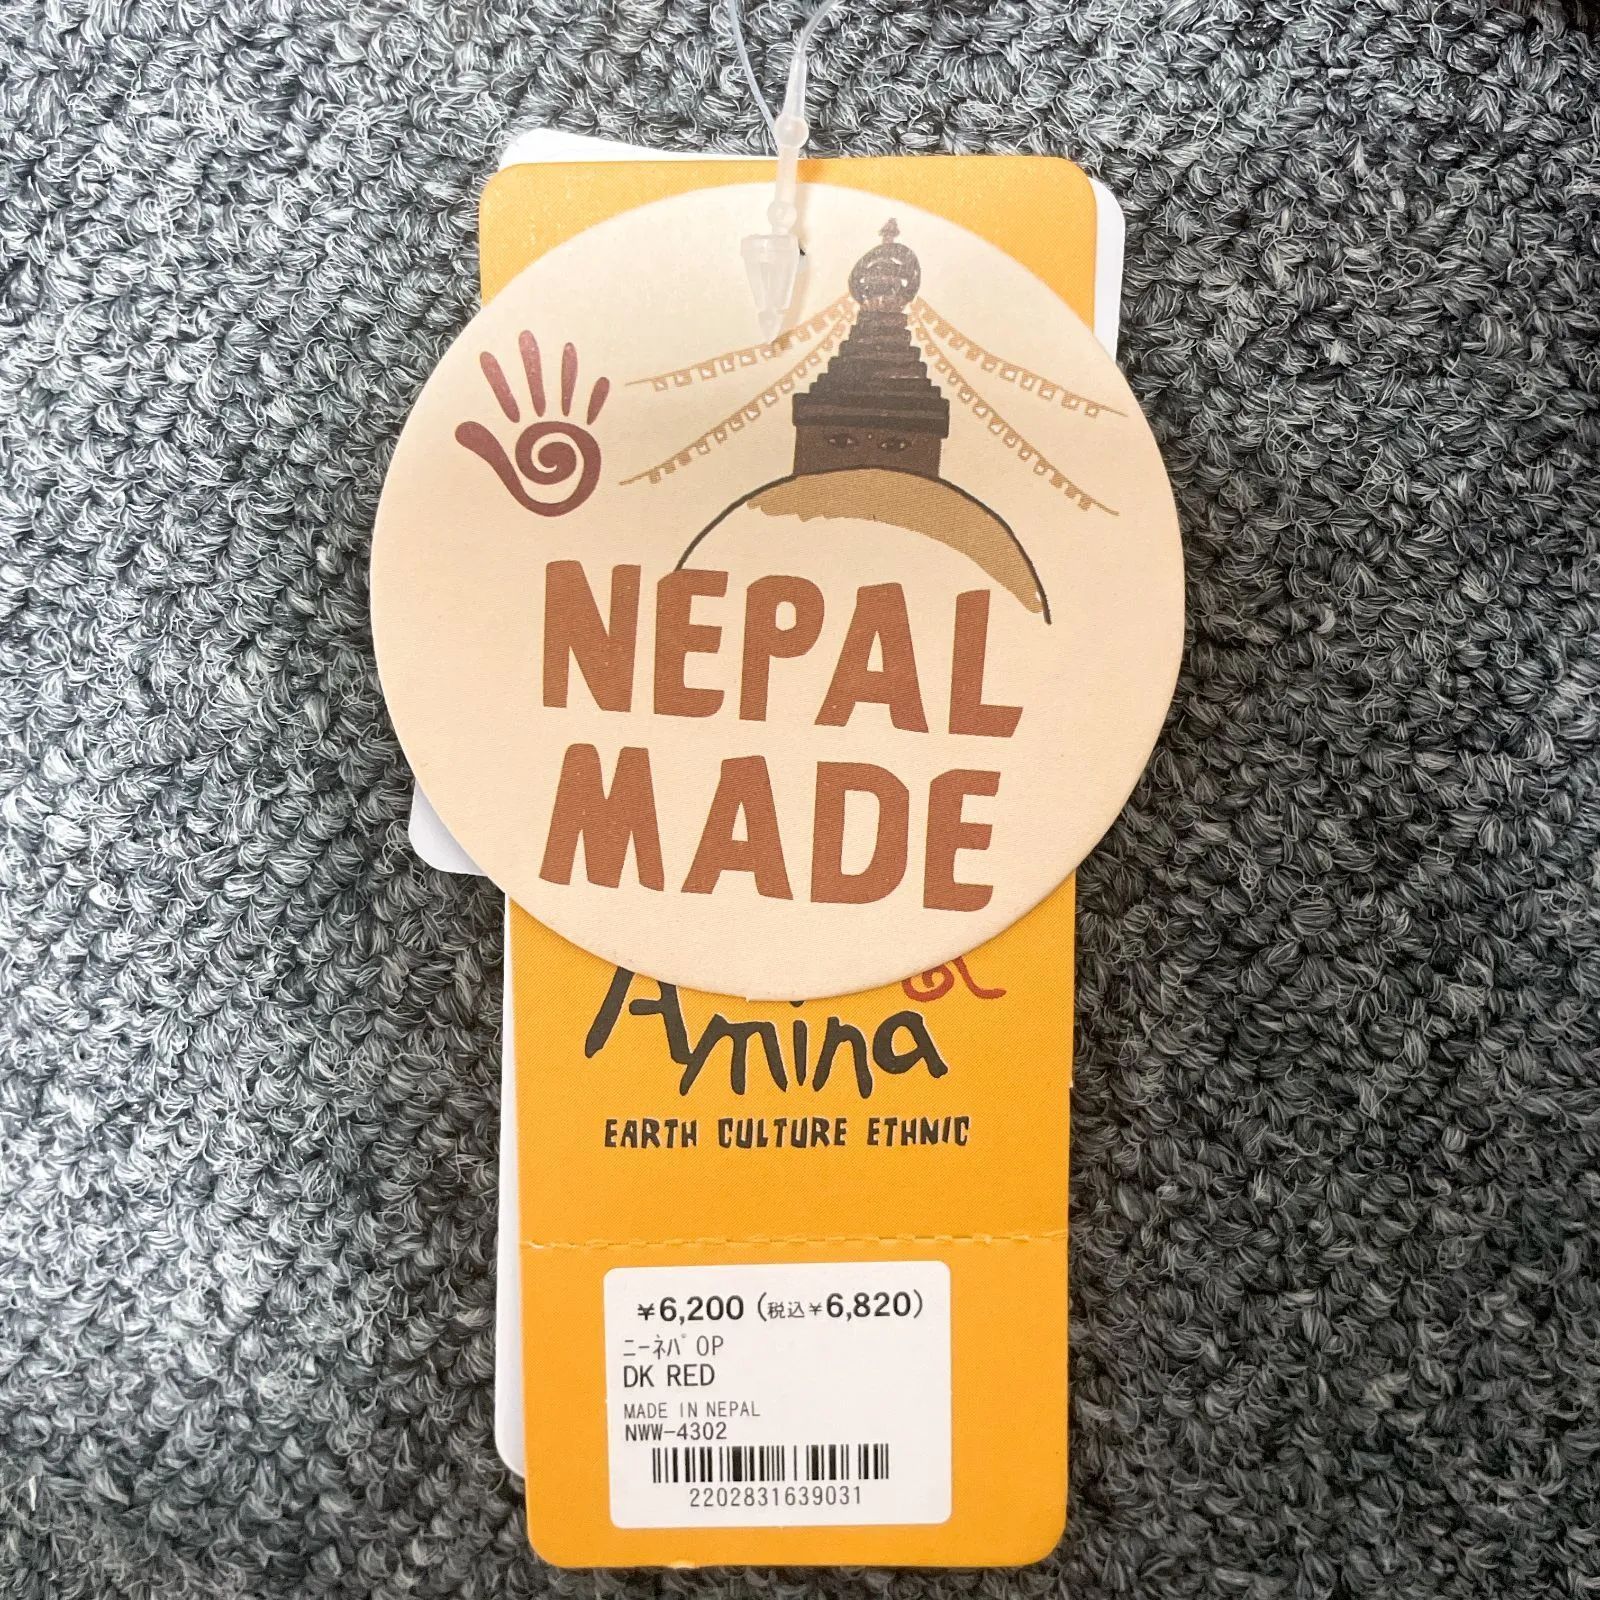 NEPAL
MADE
Amina
EARTH CULTURE ETHNIC
¥6,200 (税込¥6,820)
ﾆｰﾈﾊﾟ OP
DK RED
MADE IN NEPAL
NWW-4302
2202831639031